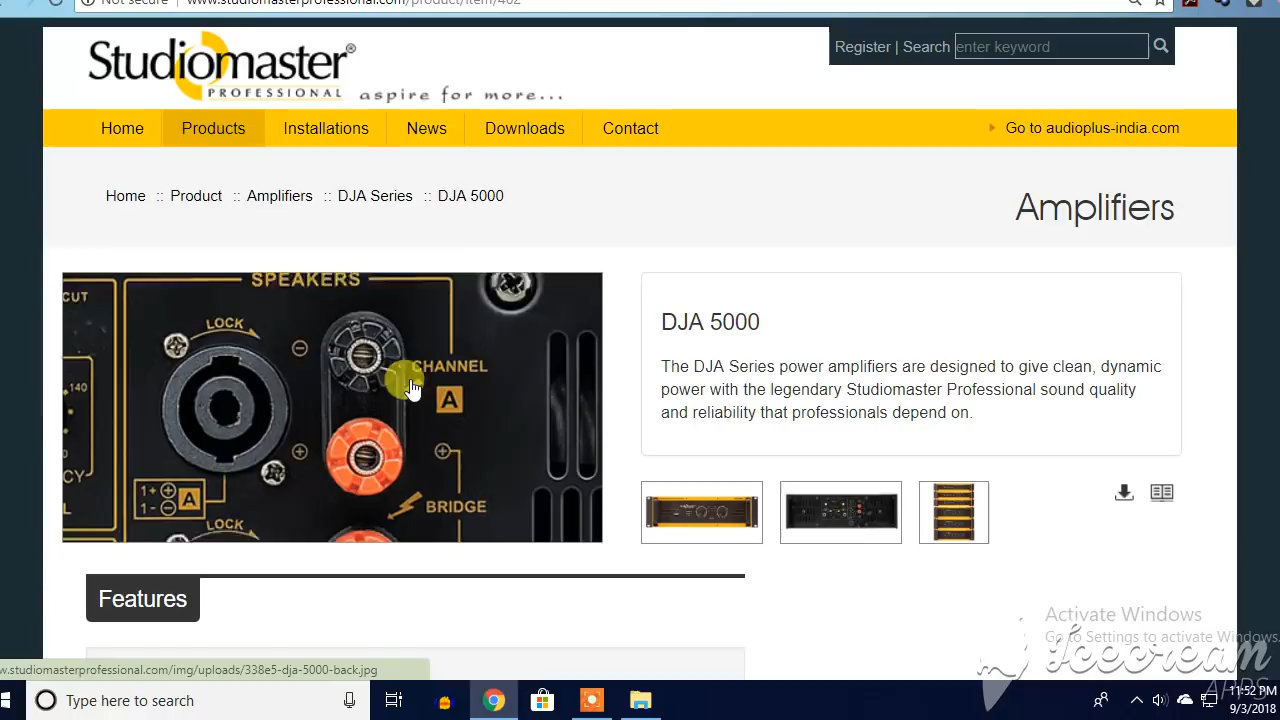 Not secure www.studiomasterprofessional.com/product/item/402
Studiomaster®
PROFESSIONAL aspire for more...
Register | Search enter keyword
Home Products Installations News Downloads Contact
Go to audioplus-india.com
Home :: Product :: Amplifiers :: DJA Series :: DJA 5000
Amplifiers
SPEAKERS
CUT
LOCK
CHANNEL
A
140
CY
BRIDGE
1+ A
1-
LOCK
DJA 5000
The DJA Series power amplifiers are designed to give clean, dynamic
power with the legendary Studiomaster Professional sound quality
and reliability that professionals depend on.
Features
Activate Windows
Go to Settings to activate Windows.
Icecream
APPS
w.studiomasterprofessional.com/img/uploads/338e5-dja-5000-back.jpg
Type here to search
11:52 PM
9/3/2018